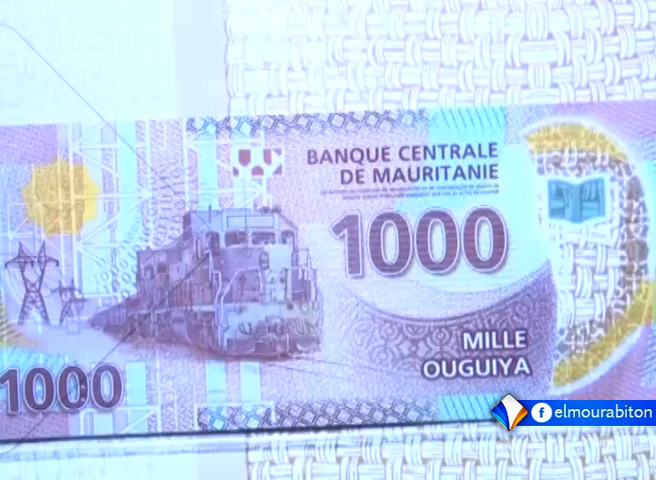 BANQUE CENTRALE
DE MAURITANIE
1000
MILLE
OUGUIYA
1000
elmourabiton